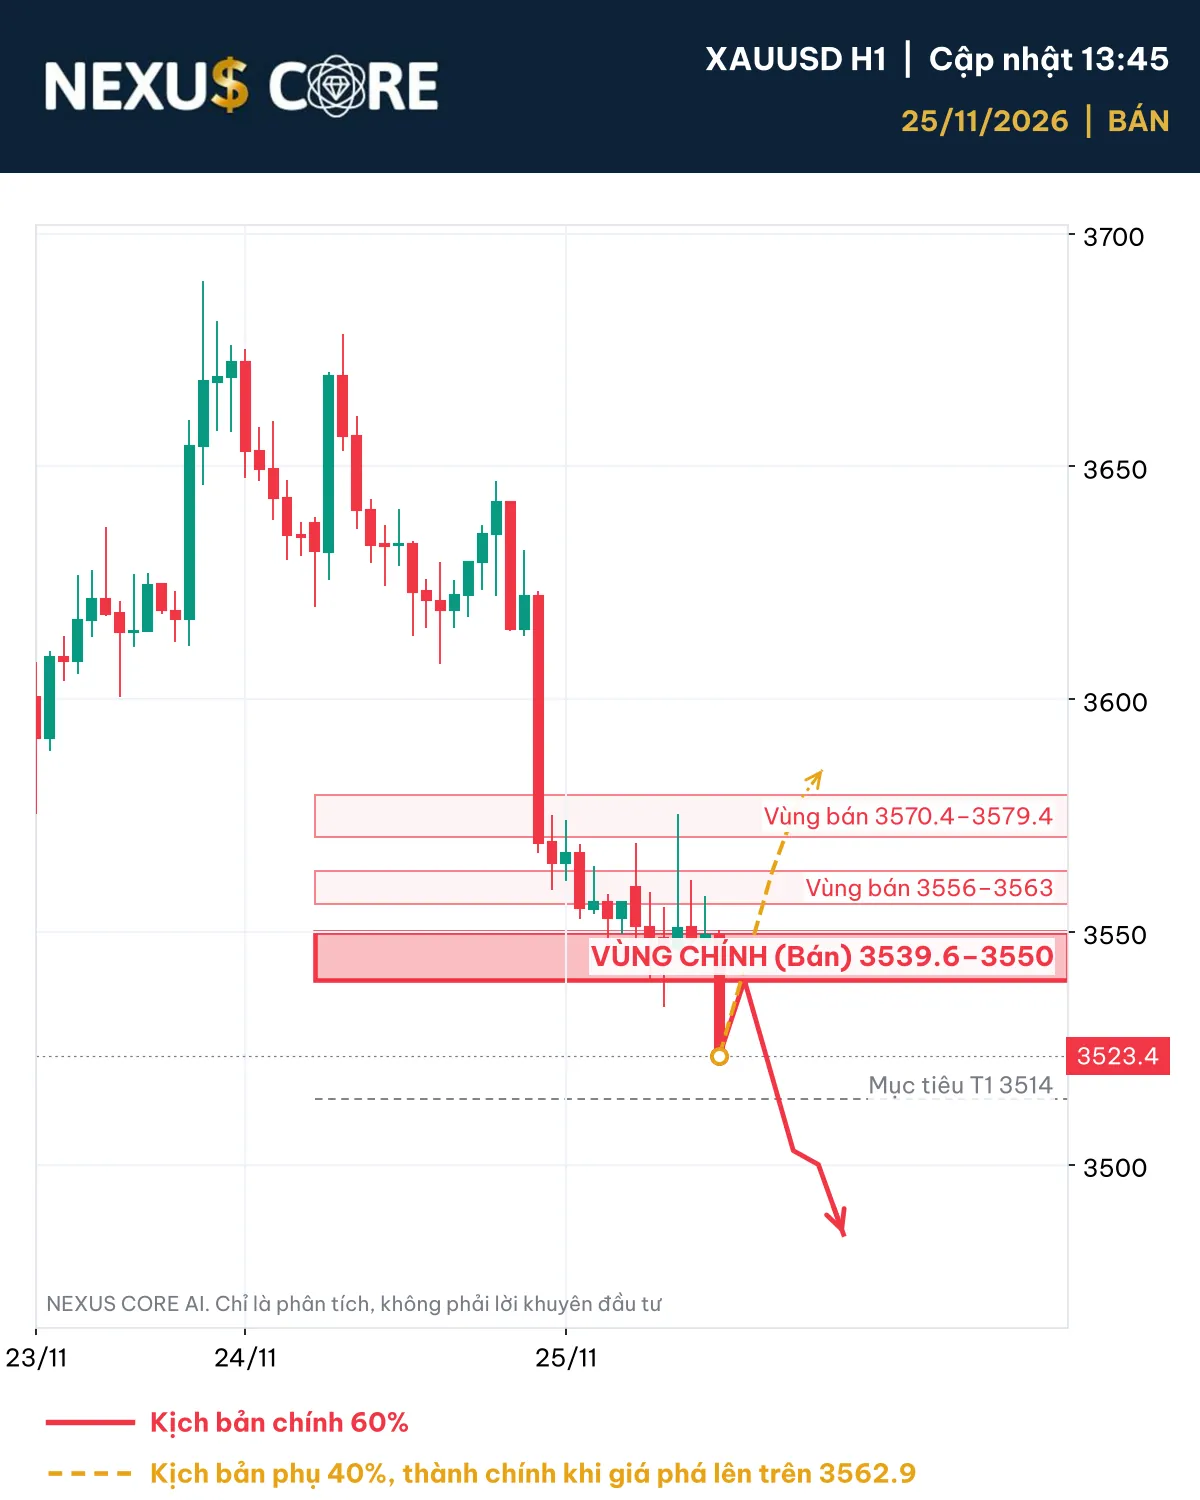 NEXU$ CORE
XAUUSD H1 | Cập nhật 13:45
25/11/2026 | BÁN
3700
3650
3600
Vùng bán 3570.4–3579.4
Vùng bán 3556–3563
3550
VÙNG CHÍNH (Bán) 3539.6–3550
3523.4
Mục tiêu T1 3514
3500
NEXUS CORE AI. Chỉ là phân tích, không phải lời khuyên đầu tư
23/11 24/11 25/11
Kịch bản chính 60%
Kịch bản phụ 40%, thành chính khi giá phá lên trên 3562.9